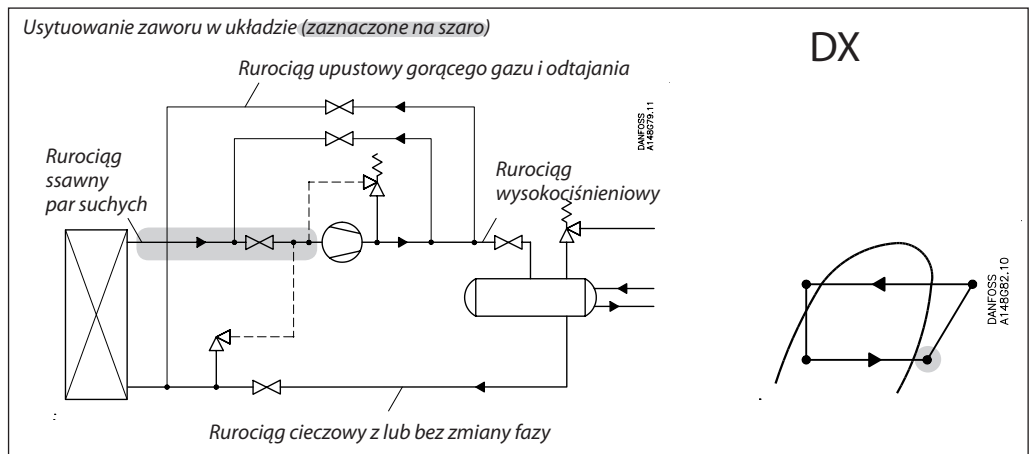 Usytuowanie zaworu w układzie (zaznaczone na szaro)
DX
Rurociąg upustowy gorącego gazu i odtajania
DANFOSS
A148G79.11
Rurociąg
ssawny
par suchych
Rurociąg
wysokociśnieniowy
DANFOSS
A148G82.10
Rurociąg cieczowy z lub bez zmiany fazy